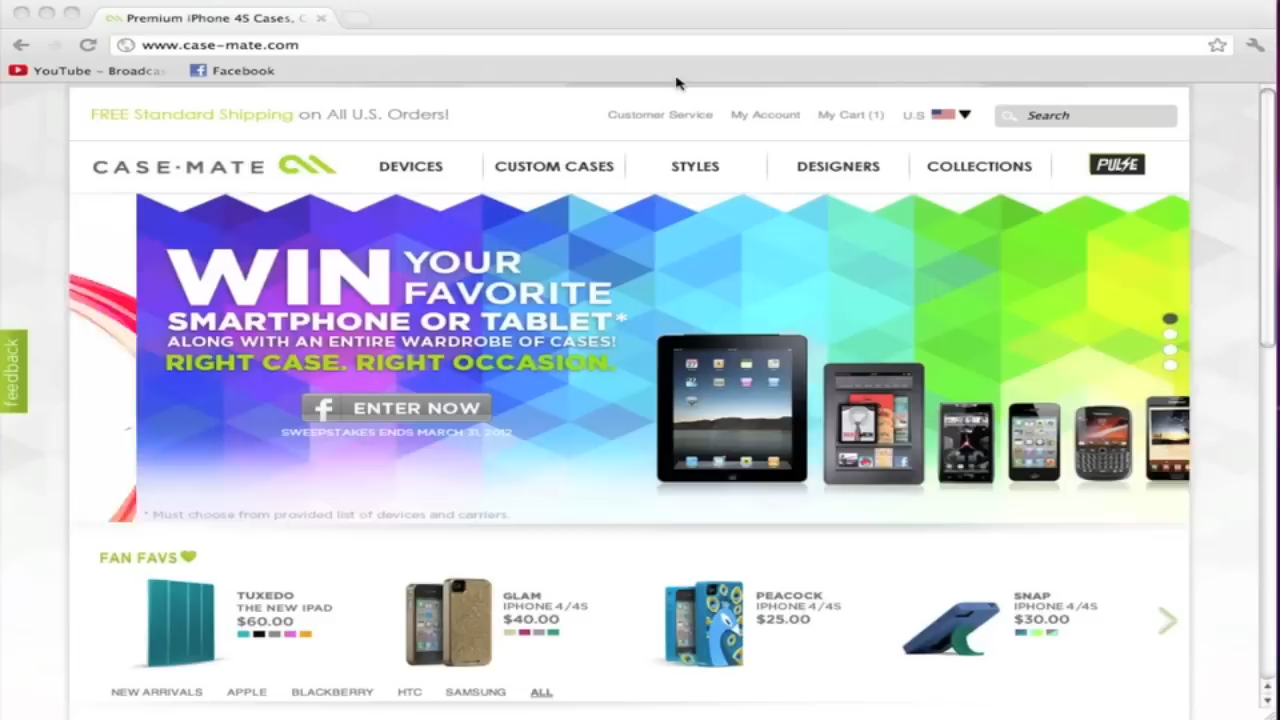 Premium iPhone 4S Cases, C
www.case-mate.com
YouTube - Broadcas
Facebook
FREE Standard Shipping on All U.S. Orders!
Customer Service
My Account
My Cart (1)
U.S
Search
CASE·MATE
DEVICES
CUSTOM CASES
STYLES
DESIGNERS
COLLECTIONS
PULSE
WIN YOUR
FAVORITE
SMARTPHONE OR TABLET*
ALONG WITH AN ENTIRE WARDROBE OF CASES!
RIGHT CASE. RIGHT OCCASION.
f ENTER NOW
SWEEPSTAKES ENDS MARCH 31, 2012
* Must choose from provided list of devices and carriers.
feedback
FAN FAVS
TUXEDO
THE NEW IPAD
$60.00
GLAM
IPHONE 4/4S
$40.00
PEACOCK
IPHONE 4/4S
$25.00
SNAP
IPHONE 4/4S
$30.00
NEW ARRIVALS
APPLE
BLACKBERRY
HTC
SAMSUNG
ALL